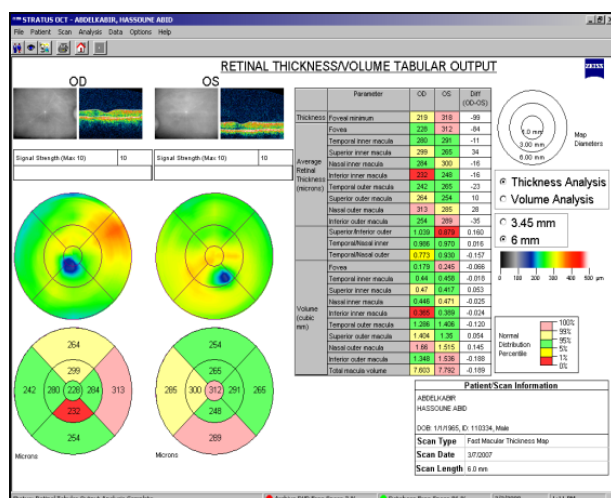 STRATUS OCT - ABDELKABIR, HASSOUNE ABID
File Patient Scan Analysis Data Options Help
RETINAL THICKNESS/VOLUME TABULAR OUTPUT
ZEISS
OD OS
Signal Strength (Max 10) 10 Signal Strength (Max 10) 10
Parameter OD OS Diff (OD-OS)
Thickness Foveal minimum 219 318 -99
Average Retinal Thickness (microns)
Fovea 228 312 -84
Temporal inner macula 280 291 -11
Superior inner macula 299 265 34
Nasal inner macula 284 300 -16
Inferior inner macula 232 248 -16
Temporal outer macula 242 265 -23
Superior outer macula 264 254 10
Nasal outer macula 313 285 28
Inferior outer macula 254 289 -35
Superior/Inferior outer 1.039 0.879 0.160
Temporal/Nasal inner 0.986 0.970 0.016
Temporal/Nasal outer 0.773 0.930 -0.157
Volume (cubic mm)
Fovea 0.179 0.245 -0.066
Temporal inner macula 0.44 0.458 -0.018
Superior inner macula 0.47 0.417 0.053
Nasal inner macula 0.446 0.471 -0.025
Inferior inner macula 0.365 0.389 -0.024
Temporal outer macula 1.286 1.406 -0.120
Superior outer macula 1.404 1.35 0.054
Nasal outer macula 1.66 1.515 0.145
Inferior outer macula 1.348 1.536 -0.188
Total macula volume 7.603 7.792 -0.189
1.0 mm
3.00 mm
6.00 mm
Map
Diameters
Thickness Analysis
Volume Analysis
3.45 mm
6 mm
0 100 200 300 400 500 µm
Normal
Distribution
Percentile
100%
99%
95%
5%
1%
0%
264
299
242 280 228 284 313
232
254
Microns
254
265
285 300 312 291 265
248
289
Microns
Patient/Scan Information
ABDELKABIR
HASSOUNE ABID
DOB: 1/1/1965, ID: 110334, Male
Scan Type Fast Macular Thickness Map
Scan Date 3/7/2007
Scan Length 6.0 mm